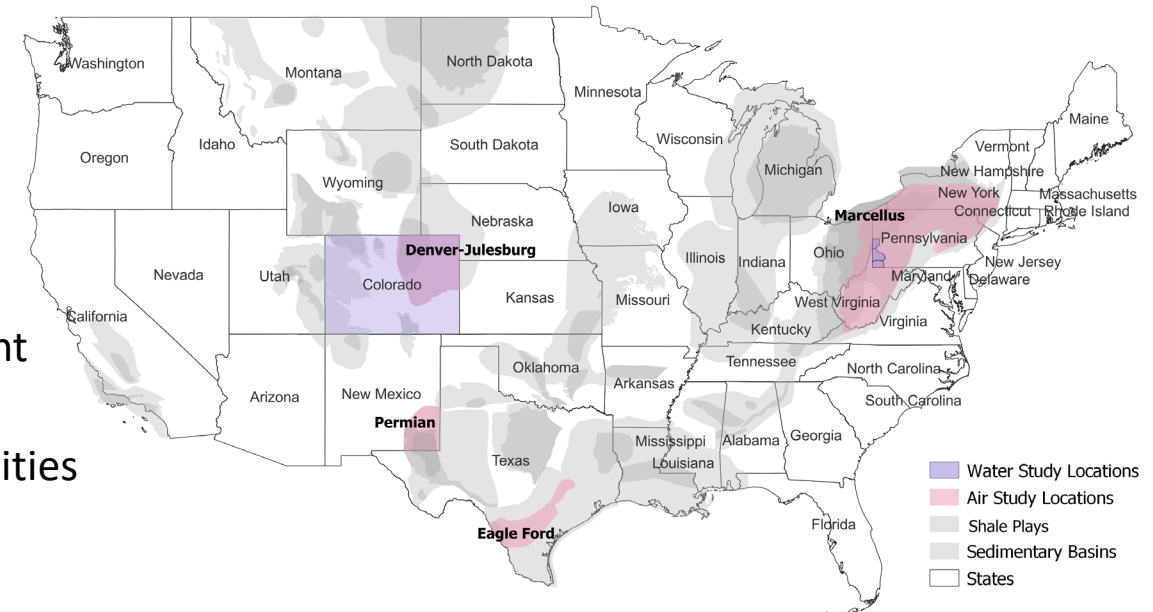 Washington
Montana
North Dakota
Minnesota
Maine
Oregon
Idaho
South Dakota
Wisconsin
Vermont
Wyoming
Michigan
New Hampshire
New York
Massachusetts
Nebraska
Iowa
Marcellus
Connecticut
Rhode Island
Denver-Julesburg
Pennsylvania
Nevada
Utah
Colorado
Illinois
Indiana
Ohio
New Jersey
Kansas
Missouri
Maryland
Delaware
California
West Virginia
Virginia
Kentucky
nt
Oklahoma
Tennessee
North Carolina
Arizona
New Mexico
Arkansas
South Carolina
Permian
Mississippi
Alabama
Georgia
ities
Texas
Louisiana
Water Study Locations
Air Study Locations
Eagle Ford
Florida
Shale Plays
Sedimentary Basins
States